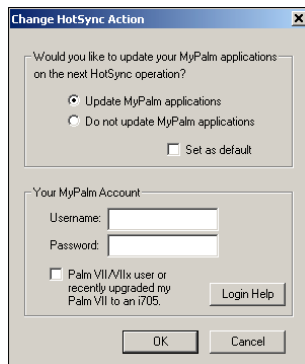 Change HotSync Action
Would you like to update your MyPalm applications
on the next HotSync operation?
Update MyPalm applications
Do not update MyPalm applications
Set as default
Your MyPalm Account
Username:
Password:
Palm VII/VIIx user or
recently upgraded my
Palm VII to an i705.
Login Help
OK
Cancel